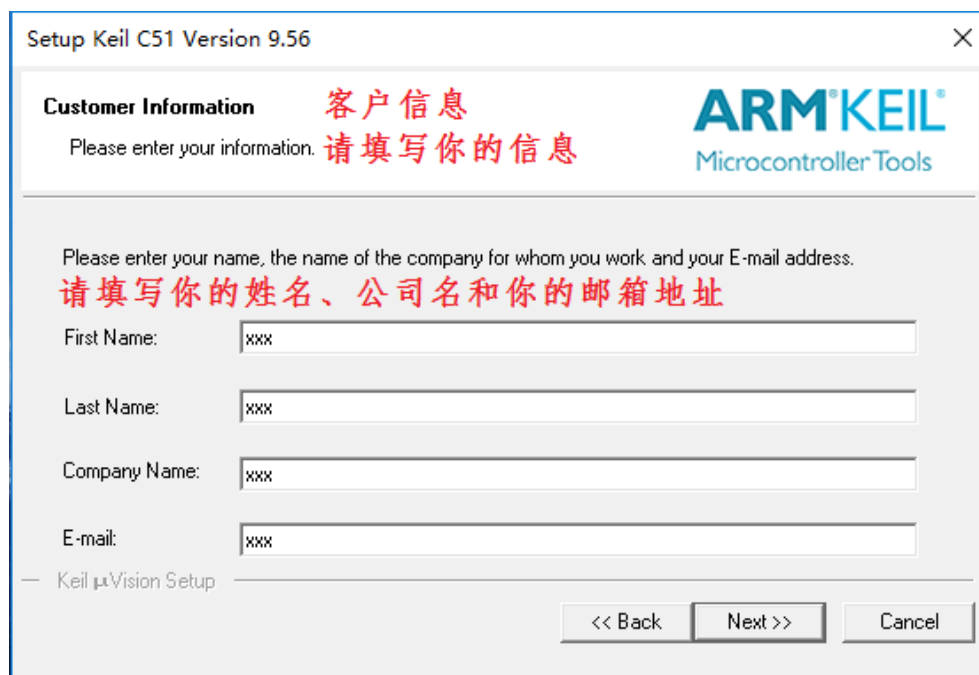 Setup Keil C51 Version 9.56
Customer Information 客户信息
Please enter your information. 请填写你的信息
ARM®KEIL®
Microcontroller Tools
Please enter your name, the name of the company for whom you work and your E-mail address.
请填写你的姓名、公司名和你的邮箱地址
First Name: xxx
Last Name: xxx
Company Name: xxx
E-mail: xxx
Keil µVision Setup
<< Back Next >> Cancel